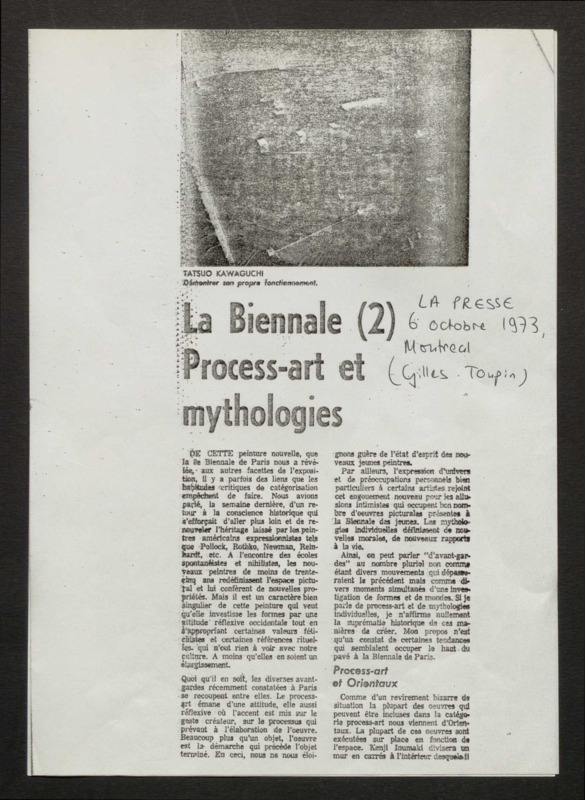 TATSUO KAWAGUCHI
Démontrer son propre fonctionnement.
La Biennale (2)
Process-art et
mythologies
LA PRESSE
6 octobre 1973,
Montreal
(Gilles Toupin)
DE CETTE peinture nouvelle, que
la 8e Biennale de Paris nous a révé-
lée, aux autres facettes de l'exposi-
tion, il y a parfois des liens que les
habitudes critiques de catégorisation
empêchent de faire. Nous avions
parlé, la semaine dernière, d'un re-
tour à la conscience historique qui
s'efforçait d'aller plus loin et de re-
nouveler l'héritage laissé par les pein-
tres américains expressionnistes tels
que Pollock, Rothko, Newman, Rein-
hardt, etc. A l'encontre des écoles
spontanéistes et nihilistes, les nou-
veaux peintres de moins de trente-
cinq ans redéfinissent l'espace pictu-
ral et lui confèrent de nouvelles pro-
priétés. Mais il est un caractère bien
singulier de cette peinture qui veut
qu'elle investisse les formes par une
attitude réflexive occidentale tout en
s'appropriant certaines valeurs féti-
chistes et certaines références rituel-
les qui n'ont rien à voir avec notre
culture. A moins qu'elles en soient un
élargissement.
Quoi qu'il en soit, les diverses avant-
gardes récemment constatées à Paris
se recoupent entre elles. Le process-
art émane d'une attitude, elle aussi
réflexive où l'accent est mis sur le
geste créateur, sur le processus qui
prévaut à l'élaboration de l'oeuvre.
Beaucoup plus qu'un objet, l'oeuvre
est la démarche qui précède l'objet
terminé. En ceci, nous ne nous éloi-
gnons guère de l'état d'esprit des nou-
veaux jeunes peintres.
Par ailleurs, l'expression d'univers
et de préoccupations personnels bien
particuliers à certains artistes rejoint
cet engouement nouveau pour les allu-
sions intimistes qui occupent bon nom-
bre d'oeuvres picturales présentes à
la Biennale des jeunes. Les mytholo-
gies individuelles définissent de nou-
velles morales, de nouveaux rapports
à la vie.
Ainsi, on peut parler "d'avant-gar-
des" au nombre pluriel non comme
étant divers mouvements qui dépasse-
raient le précédent mais comme di-
vers moments simultanés d'une inves-
tigation de formes et de mondes. Si je
parle de process-art et de mythologies
individuelles, je n'affirme nullement
la suprématie historique de ces ma-
nières de créer. Mon propos n'est
qu'un constat de certaines tendances
qui semblaient occuper le haut du
pavé à la Biennale de Paris.
Process-art
et Orientaux
Comme d'un revirement bizarre de
situation la plupart des oeuvres qui
peuvent être incluses dans la catégo-
rie process-art nous viennent d'Orien-
taux. La plupart de ces oeuvres sont
exécutées sur place en fonction de
l'espace. Kenji Inumaki divisera un
mur en carrés à l'intérieur desquels il